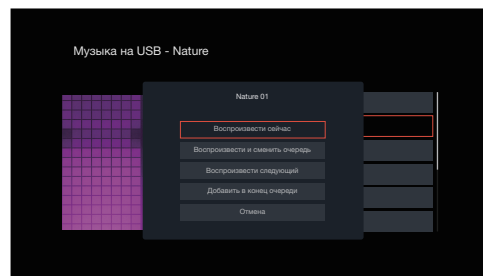 Музыка на USB - Nature
Nature 01
Воспроизвести сейчас
Воспроизвести и сменить очередь
Воспроизвести следующий
Добавить в конец очереди
Отмена